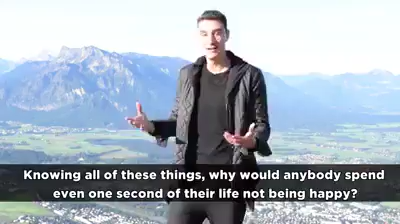 Knowing all of these things, why would anybody spend
even one second of their life not being happy?